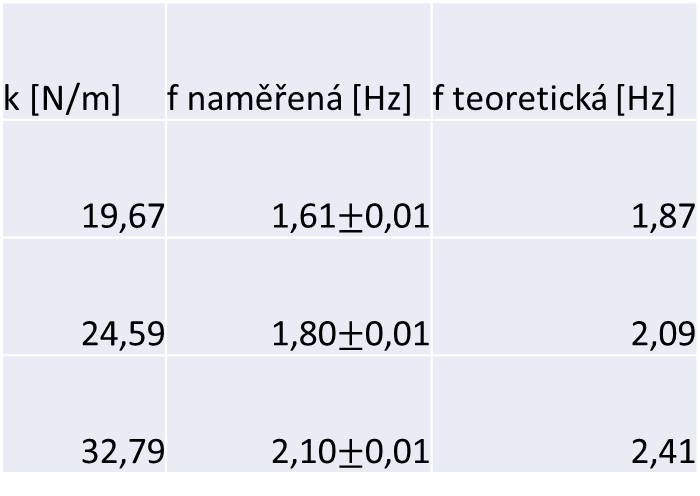 k [N/m] f naměřená [Hz] f teoretická [Hz]
19,67 1,61±0,01 1,87
24,59 1,80±0,01 2,09
32,79 2,10±0,01 2,41